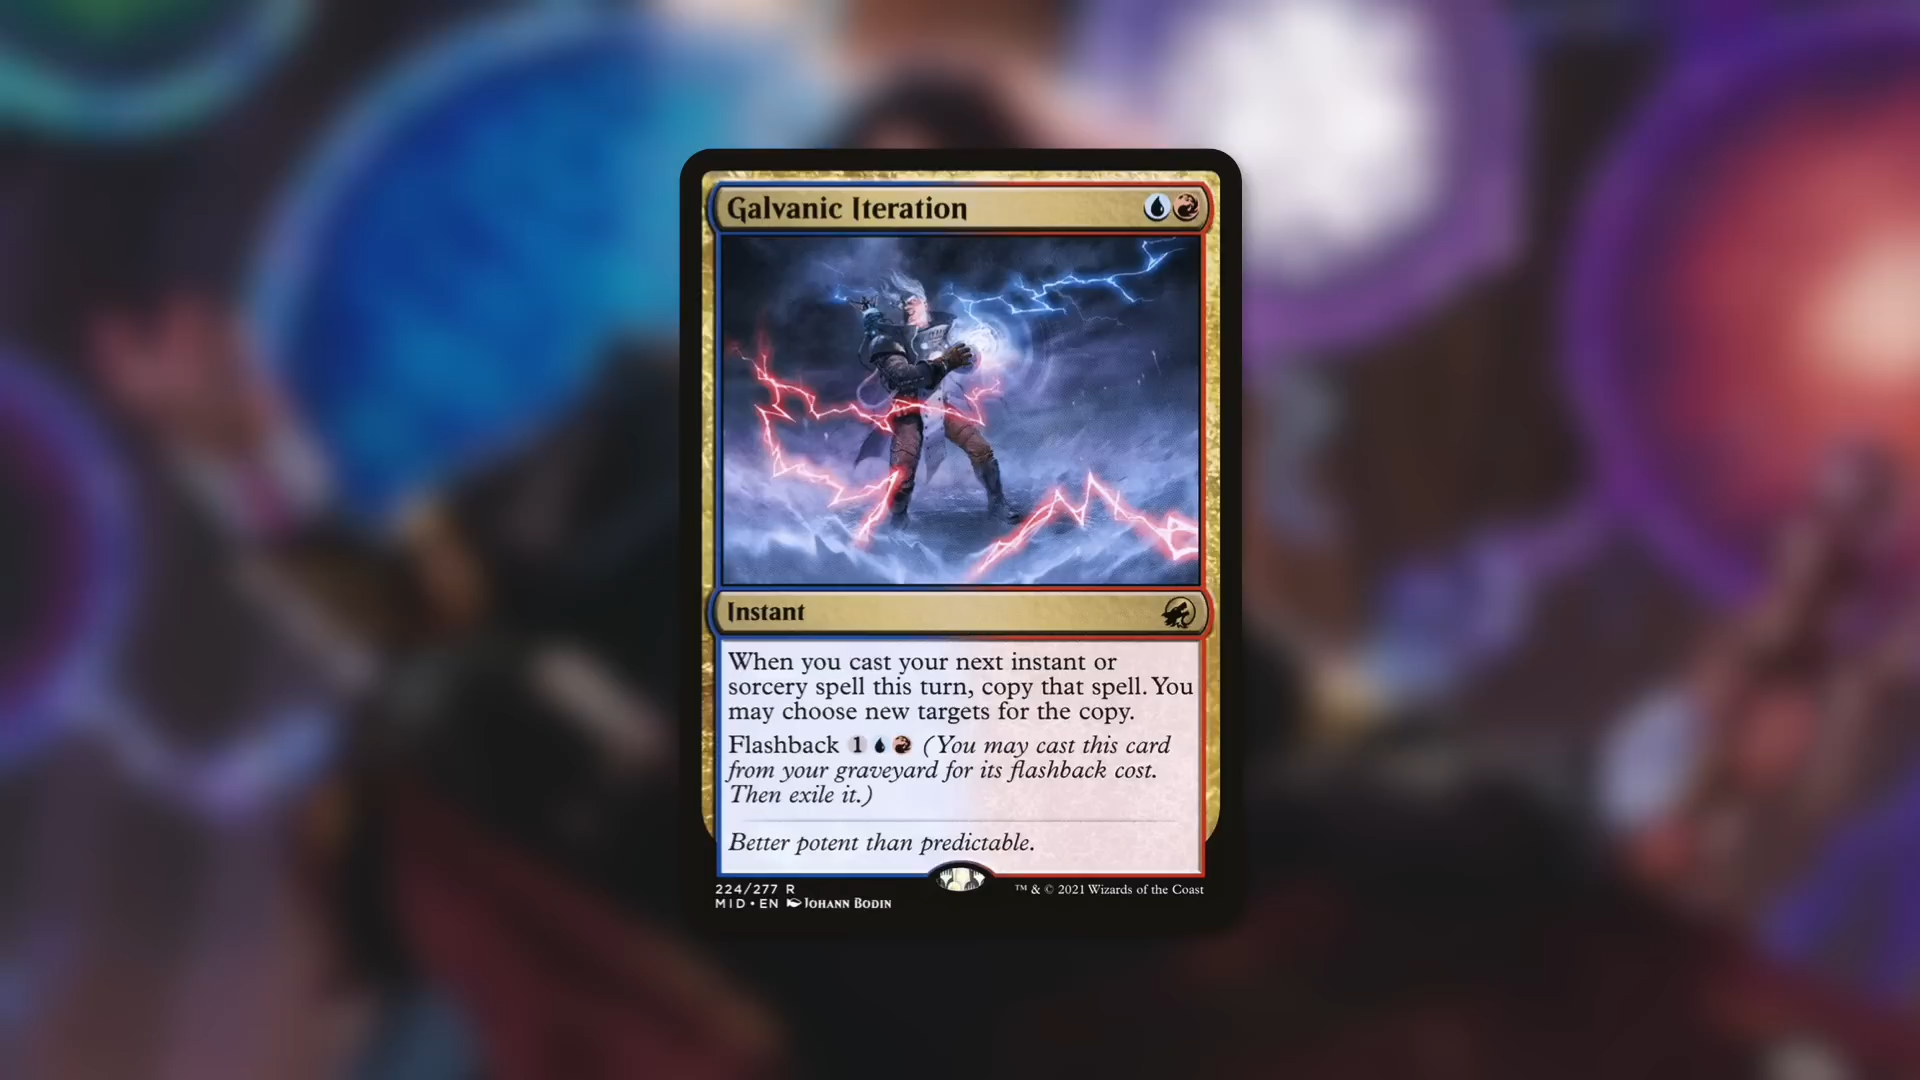 Galvanic Iteration
Instant
When you cast your next instant or
sorcery spell this turn, copy that spell. You
may choose new targets for the copy.
Flashback 1 (You may cast this card
from your graveyard for its flashback cost.
Then exile it.)
Better potent than predictable.
224/277 R
MID • EN Johann Bodin
™ & © 2021 Wizards of the Coast